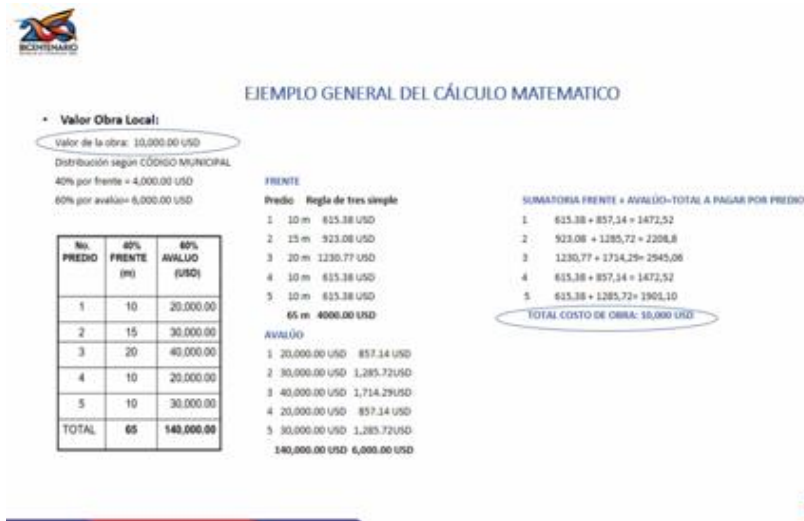 BICENTENARIO
EJEMPLO GENERAL DEL CÁLCULO MATEMATICO
• Valor Obra Local:
Valor de la obra: 10,000.00 USD
Distribución según CÓDIGO MUNICIPAL
40% por frente = 4,000.00 USD
60% por avalúo= 6,000.00 USD
No. PREDIO 40% FRENTE (m) 60% AVALUO (USD)
1 10 20,000.00
2 15 30,000.00
3 20 40,000.00
4 10 20,000.00
5 10 30,000.00
TOTAL 65 140,000.00
FRENTE
Predio Regla de tres simple
1 10 m 615.38 USD
2 15 m 923.08 USD
3 20 m 1230.77 USD
4 10 m 615.38 USD
5 10 m 615.38 USD
65 m 4000.00 USD
AVALÚO
1 20,000.00 USD 857.14 USD
2 30,000.00 USD 1,285.72USD
3 40,000.00 USD 1,714.29USD
4 20,000.00 USD 857.14 USD
5 30,000.00 USD 1,285.72USD
140,000.00 USD 6,000.00 USD
SUMATORIA FRENTE + AVALÚO=TOTAL A PAGAR POR PREDIO
1 615.38 + 857,14 = 1472,52
2 923.08 + 1285,72 = 2208,8
3 1230,77 + 1714,29= 2945,06
4 615,38 + 857,14 = 1472,52
5 615,38 + 1285,72= 1901,10
TOTAL COSTO DE OBRA: 10,000 USD